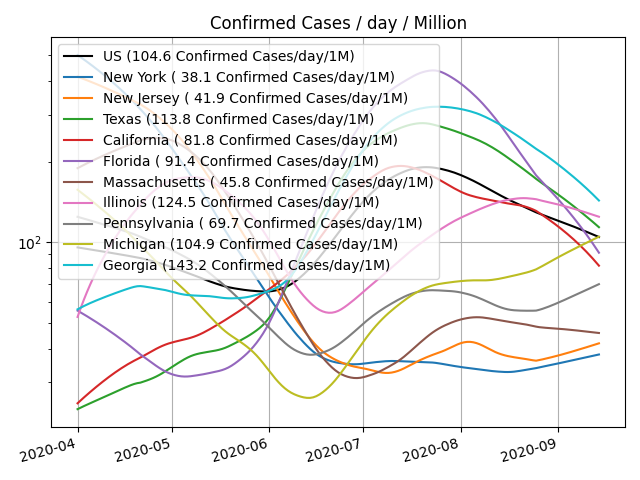 Confirmed Cases / day / Million
US (104.6 Confirmed Cases/day/1M)
New York ( 38.1 Confirmed Cases/day/1M)
New Jersey ( 41.9 Confirmed Cases/day/1M)
Texas (113.8 Confirmed Cases/day/1M)
California ( 81.8 Confirmed Cases/day/1M)
Florida ( 91.4 Confirmed Cases/day/1M)
Massachusetts ( 45.8 Confirmed Cases/day/1M)
Illinois (124.5 Confirmed Cases/day/1M)
Pennsylvania ( 69.7 Confirmed Cases/day/1M)
Michigan (104.9 Confirmed Cases/day/1M)
Georgia (143.2 Confirmed Cases/day/1M)
10²
2020-04 2020-05 2020-06 2020-07 2020-08 2020-09